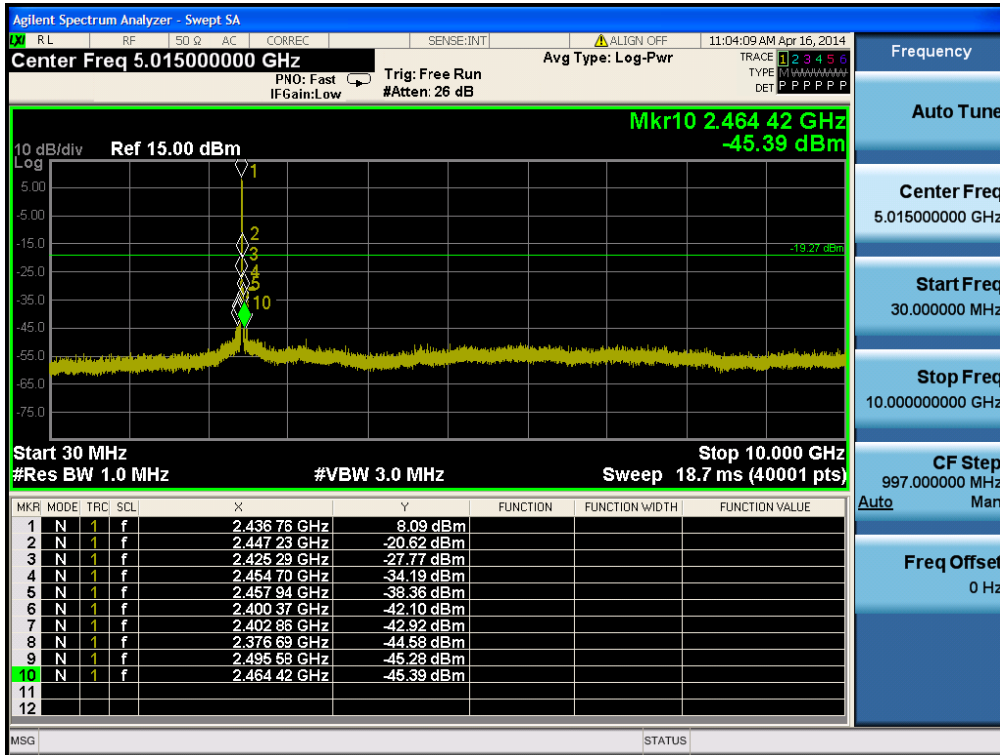 Agilent Spectrum Analyzer - Swept SA
LXI RL RF 50 Ω AC CORREC SENSE:INT ALIGN OFF 11:04:09 AM Apr 16, 2014
Center Freq 5.015000000 GHz Avg Type: Log-Pwr TRACE 1 2 3 4 5 6
PNO: Fast Trig: Free Run TYPE M
IFGain:Low #Atten: 26 dB DET P P P P P P
Mkr10 2.464 42 GHz
10 dB/div Ref 15.00 dBm -45.39 dBm
Log
1
5.00
-5.00
2
-15.0
3 -19.27 dBm
-25.0 4
5
-35.0 10
-45.0
-55.0
-65.0
-75.0
Start 30 MHz Stop 10.000 GHz
#Res BW 1.0 MHz #VBW 3.0 MHz Sweep 18.7 ms (40001 pts)
MKR MODE TRC SCL X Y FUNCTION FUNCTION WIDTH FUNCTION VALUE
1 N 1 f 2.436 76 GHz 8.09 dBm
2 N 1 f 2.447 23 GHz -20.62 dBm
3 N 1 f 2.425 29 GHz -27.77 dBm
4 N 1 f 2.454 70 GHz -34.19 dBm
5 N 1 f 2.457 94 GHz -38.36 dBm
6 N 1 f 2.400 37 GHz -42.10 dBm
7 N 1 f 2.402 86 GHz -42.92 dBm
8 N 1 f 2.376 69 GHz -44.58 dBm
9 N 1 f 2.495 58 GHz -45.28 dBm
10 N 1 f 2.464 42 GHz -45.39 dBm
11
12
MSG STATUS
Frequency
Auto Tune
Center Freq
5.015000000 GHz
Start Freq
30.000000 MHz
Stop Freq
10.000000000 GHz
CF Step
997.000000 MHz
Auto Man
Freq Offset
0 Hz